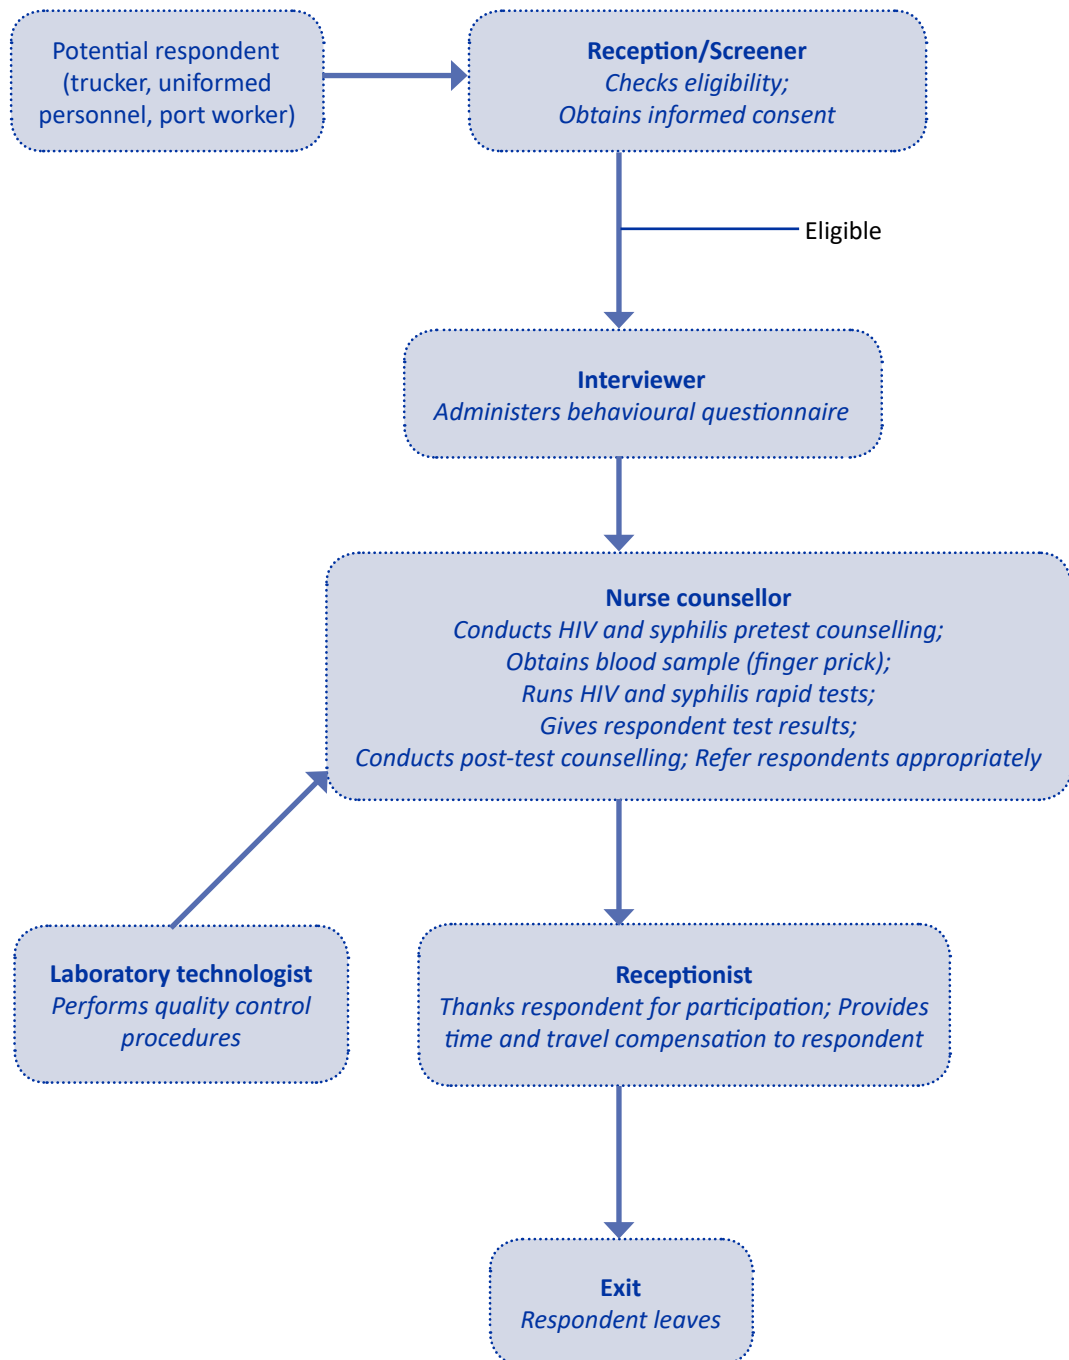 Potential respondent
(trucker, uniformed
personnel, port worker)
Reception/Screener
Checks eligibility;
Obtains informed consent
Eligible
Interviewer
Administers behavioural questionnaire
Nurse counsellor
Conducts HIV and syphilis pretest counselling;
Obtains blood sample (finger prick);
Runs HIV and syphilis rapid tests;
Gives respondent test results;
Conducts post-test counselling; Refer respondents appropriately
Laboratory technologist
Performs quality control
procedures
Receptionist
Thanks respondent for participation; Provides
time and travel compensation to respondent
Exit
Respondent leaves